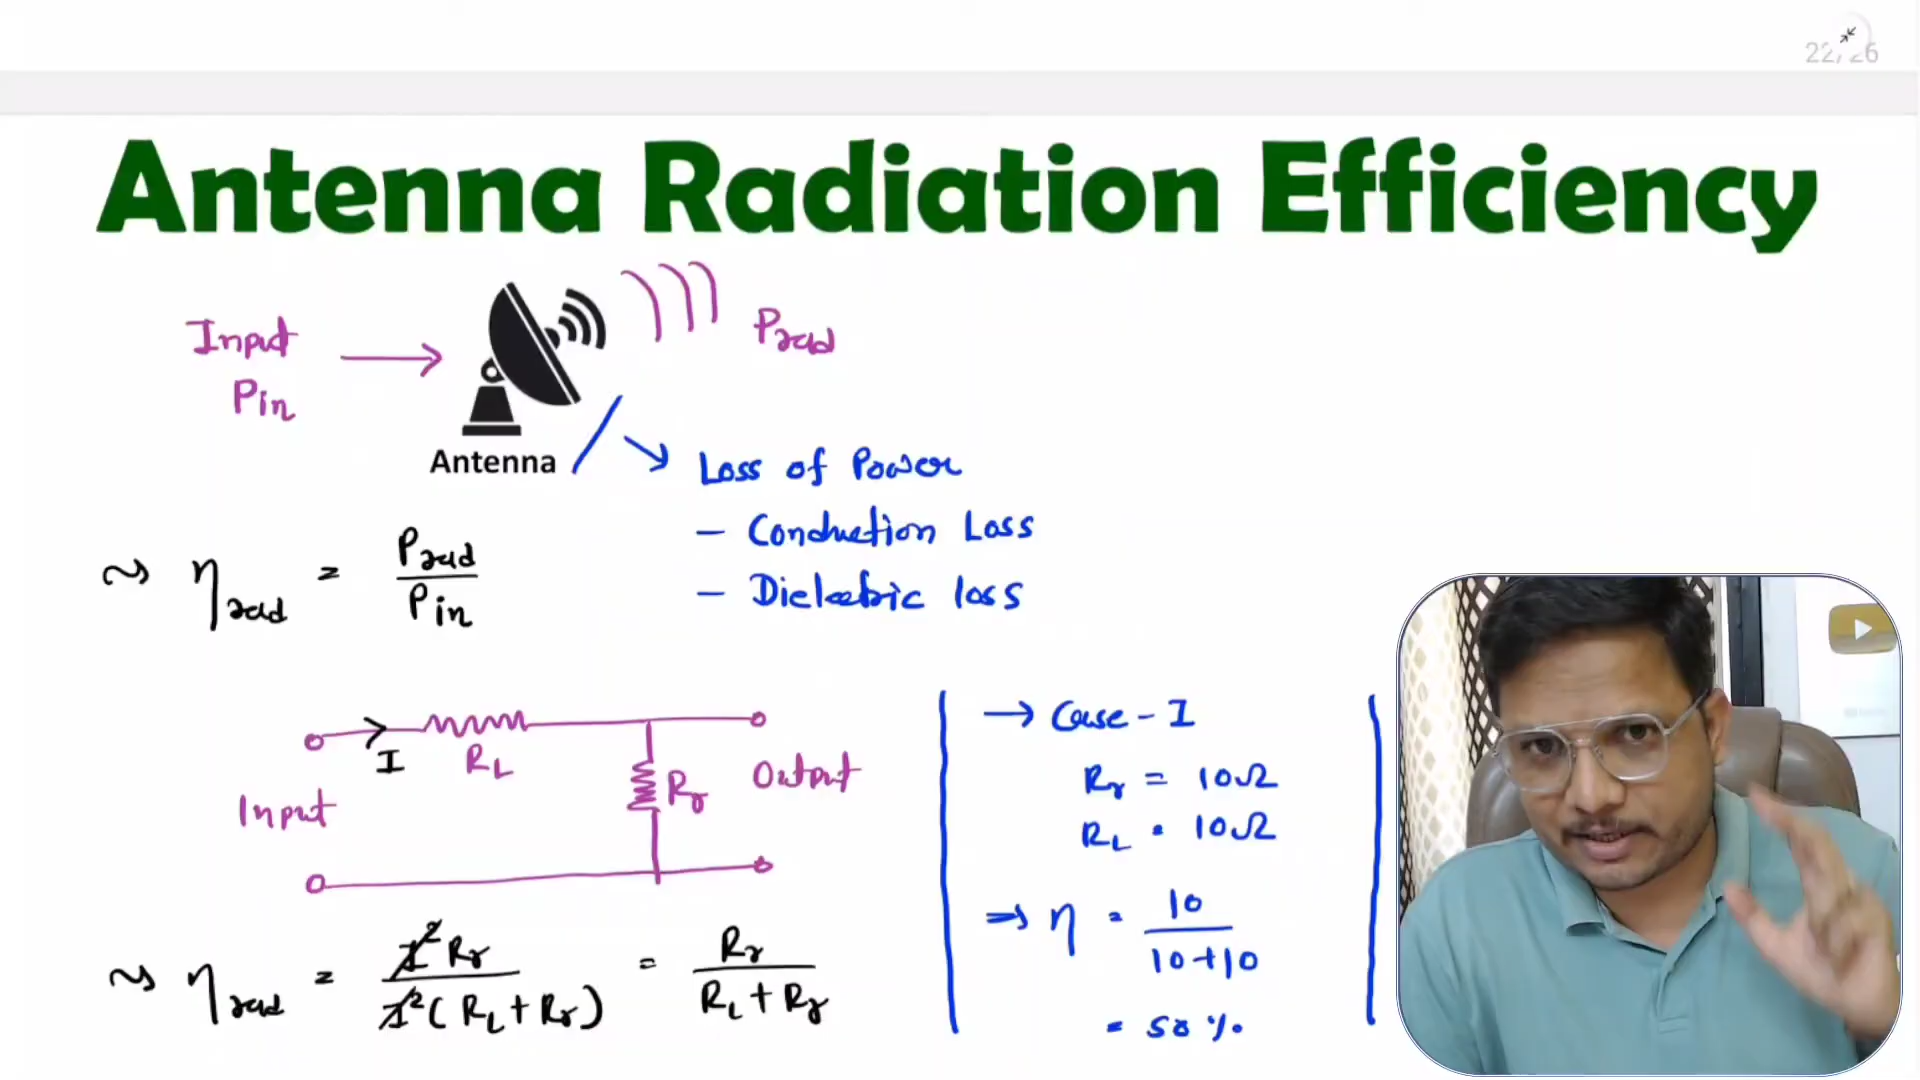 22/26
Antenna Radiation Efficiency
Input
Pin
Prad
Antenna
Loss of Power
- Conduction Loss
- Dielectric loss
ηrad = Prad / Pin
I
RL
Rr
Input
Output
ηrad = I²Rr / I²(RL + Rr) = Rr / RL + Rr
→ Case - I
Rr = 10Ω
RL = 10Ω
⇒ η = 10 / 10+10
= 50%